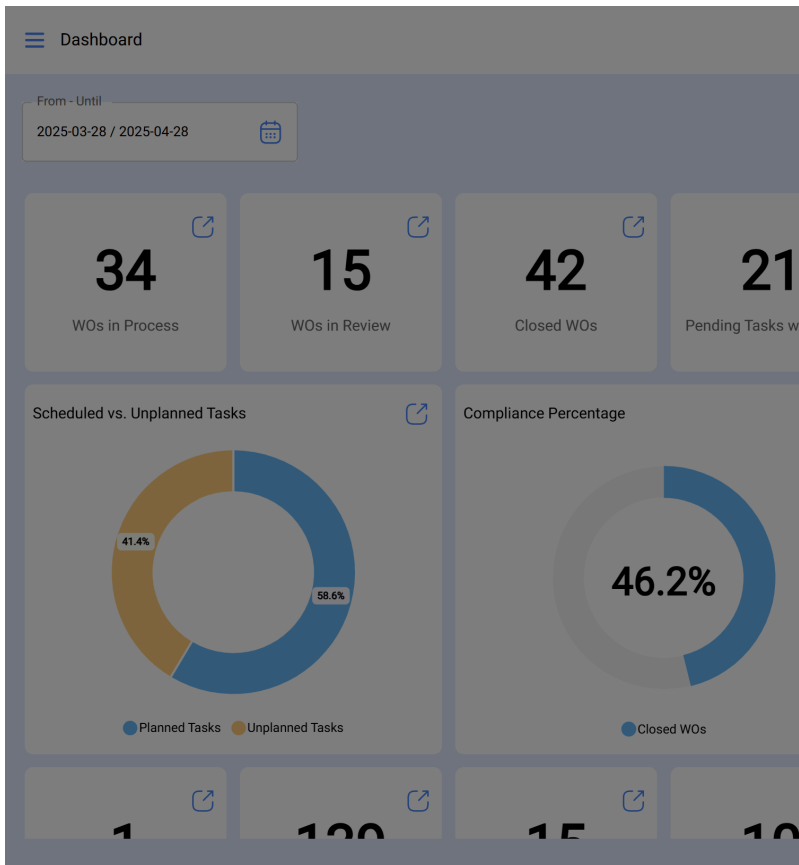 Dashboard
From - Until
2025-03-28 / 2025-04-28
34
15
42
21
WOs in Process
WOs in Review
Closed WOs
Pending Tasks w
Scheduled vs. Unplanned Tasks
Compliance Percentage
41.4%
58.6%
46.2%
Planned Tasks
Unplanned Tasks
Closed WOs
1
15